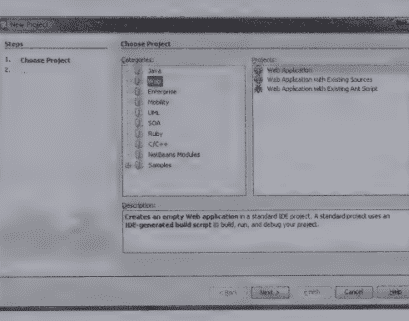 New Project
Steps
Choose Project
1. Choose Project
2.
Categories:
Projects:
Java
Web
Enterprise
Mobility
UML
SOA
Ruby
C/C++
NetBeans Modules
Samples
Web Application
Web Application with Existing Sources
Web Application with Existing Ant Script
Description:
Creates an empty Web application in a standard IDE project. A standard project uses an
IDE-generated build script to build, run, and debug your project.
< Back
Next >
Finish
Cancel
Help